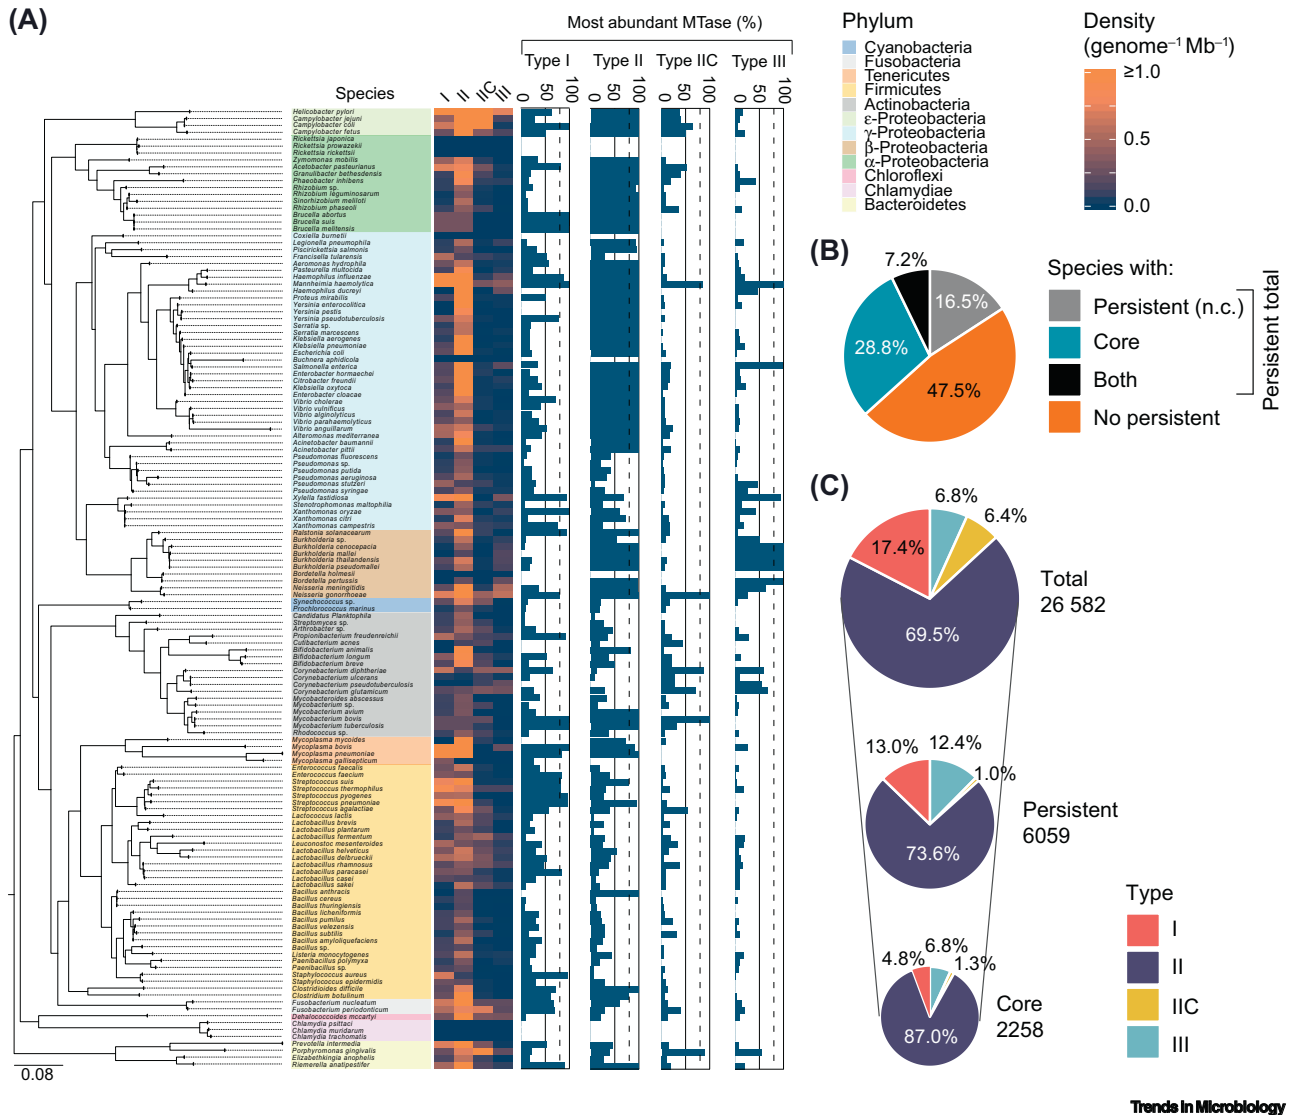 (A)
Most abundant MTase (%)
Type I
Type II
Type IIC
Type III
Species
I
II
IIC
III
0
50
100
0
50
100
0
50
100
0
50
100
Helicobacter pylori
Campylobacter jejuni
Campylobacter coli
Campylobacter fetus
Rickettsia japonica
Rickettsia prowazekii
Rickettsia rickettsii
Zymomonas mobilis
Acetobacter pasteurianus
Granulibacter bethesdensis
Phaeobacter inhibens
Rhizobium sp.
Rhizobium leguminosarum
Sinorhizobium meliloti
Rhizobium phaseoli
Brucella abortus
Brucella suis
Brucella melitensis
Coxiella burnetii
Legionella pneumophila
Piscirickettsia salmonis
Francisella tularensis
Aeromonas hydrophila
Pasteurella multocida
Haemophilus influenzae
Mannheimia haemolytica
Haemophilus ducreyi
Proteus mirabilis
Yersinia enterocolitica
Yersinia pestis
Yersinia pseudotuberculosis
Serratia sp.
Serratia marcescens
Klebsiella aerogenes
Klebsiella pneumoniae
Escherichia coli
Buchnera aphidicola
Salmonella enterica
Enterobacter hormaechei
Citrobacter freundii
Klebsiella oxytoca
Enterobacter cloacae
Vibrio cholerae
Vibrio vulnificus
Vibrio alginolyticus
Vibrio parahaemolyticus
Vibrio anguillarum
Alteromonas mediterranea
Acinetobacter baumannii
Acinetobacter pittii
Pseudomonas fluorescens
Pseudomonas sp.
Pseudomonas putida
Pseudomonas aeruginosa
Pseudomonas stutzeri
Pseudomonas syringae
Xylella fastidiosa
Stenotrophomonas maltophilia
Xanthomonas oryzae
Xanthomonas citri
Xanthomonas campestris
Ralstonia solanacearum
Burkholderia sp.
Burkholderia cenocepacia
Burkholderia mallei
Burkholderia thailandensis
Burkholderia pseudomallei
Bordetella holmesii
Bordetella pertussis
Neisseria meningitidis
Neisseria gonorrhoeae
Synechococcus sp.
Prochlorococcus marinus
Candidatus Planktophila
Streptomyces sp.
Arthrobacter sp.
Propionibacterium freudenreichii
Cutibacterium acnes
Bifidobacterium animalis
Bifidobacterium longum
Bifidobacterium breve
Corynebacterium diphtheriae
Corynebacterium ulcerans
Corynebacterium pseudotuberculosis
Corynebacterium glutamicum
Mycobacteroides abscessus
Mycobacterium sp.
Mycobacterium avium
Mycobacterium bovis
Mycobacterium tuberculosis
Rhodococcus sp.
Mycoplasma mycoides
Mycoplasma bovis
Mycoplasma pneumoniae
Mycoplasma gallisepticum
Enterococcus faecalis
Enterococcus faecium
Streptococcus suis
Streptococcus thermophilus
Streptococcus pyogenes
Streptococcus pneumoniae
Streptococcus agalactiae
Lactococcus lactis
Lactobacillus brevis
Lactobacillus plantarum
Lactobacillus fermentum
Leuconostoc mesenteroides
Lactobacillus helveticus
Lactobacillus delbrueckii
Lactobacillus rhamnosus
Lactobacillus paracasei
Lactobacillus casei
Lactobacillus sakei
Bacillus anthracis
Bacillus cereus
Bacillus thuringiensis
Bacillus licheniformis
Bacillus pumilus
Bacillus velezensis
Bacillus subtilis
Bacillus amyloliquefaciens
Bacillus sp.
Listeria monocytogenes
Paenibacillus polymyxa
Paenibacillus sp.
Staphylococcus aureus
Staphylococcus epidermidis
Clostridioides difficile
Clostridium botulinum
Fusobacterium nucleatum
Fusobacterium periodonticum
Dehalococcoides mccartyi
Chlamydia psittaci
Chlamydia muridarum
Chlamydia trachomatis
Prevotella intermedia
Porphyromonas gingivalis
Elizabethkingia anophelis
Riemerella anatipestifer
0.08
Phylum
Cyanobacteria
Fusobacteria
Tenericutes
Firmicutes
Actinobacteria
ε-Proteobacteria
γ-Proteobacteria
β-Proteobacteria
α-Proteobacteria
Chloroflexi
Chlamydiae
Bacteroidetes
Density
(genome⁻¹ Mb⁻¹)
≥1.0
0.5
0.0
(B)
7.2%
16.5%
28.8%
47.5%
Species with:
Persistent (n.c.)
Core
Both
No persistent
Persistent total
(C)
6.8%
6.4%
17.4%
69.5%
Total
26 582
13.0%
12.4%
1.0%
73.6%
Persistent
6059
4.8%
6.8%
1.3%
87.0%
Core
2258
Type
I
II
IIC
III
Trends in Microbiology